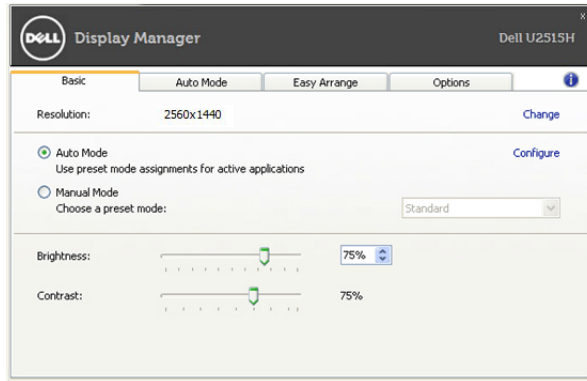 DELL Display Manager Dell U2515H
x
Basic Auto Mode Easy Arrange Options i
Resolution: 2560x1440 Change
Auto Mode Configure
Use preset mode assignments for active applications
Manual Mode
Choose a preset mode: Standard
Brightness: 75%
Contrast: 75%